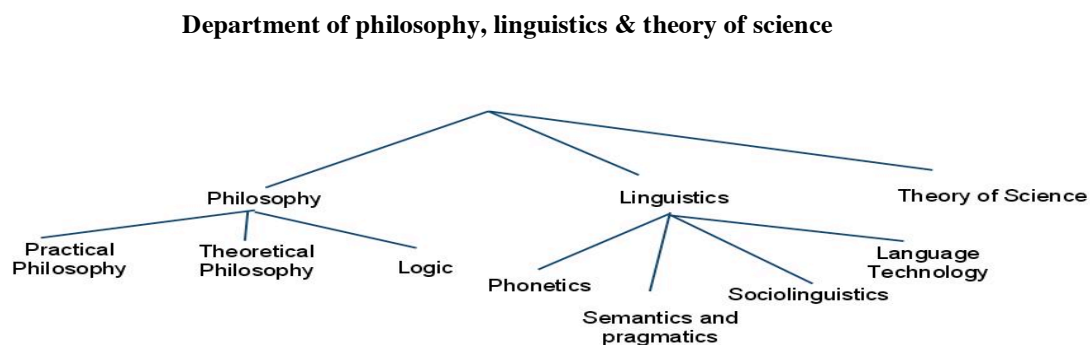 Department of philosophy, linguistics & theory of science
Philosophy
Linguistics
Theory of Science
Practical
Philosophy
Theoretical
Philosophy
Logic
Phonetics
Semantics and
pragmatics
Sociolinguistics
Language
Technology